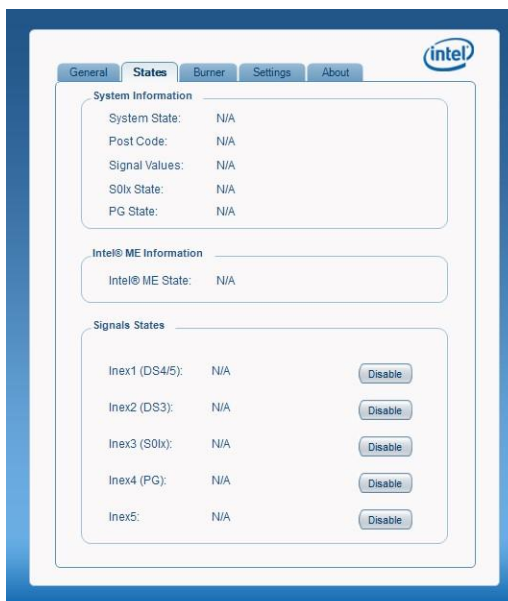 intel
General States Burner Settings About
System Information
System State: N/A
Post Code: N/A
Signal Values: N/A
S0Ix State: N/A
PG State: N/A
Intel® ME Information
Intel® ME State: N/A
Signals States
Inex1 (DS4/5): N/A Disable
Inex2 (DS3): N/A Disable
Inex3 (S0Ix): N/A Disable
Inex4 (PG): N/A Disable
Inex5: N/A Disable